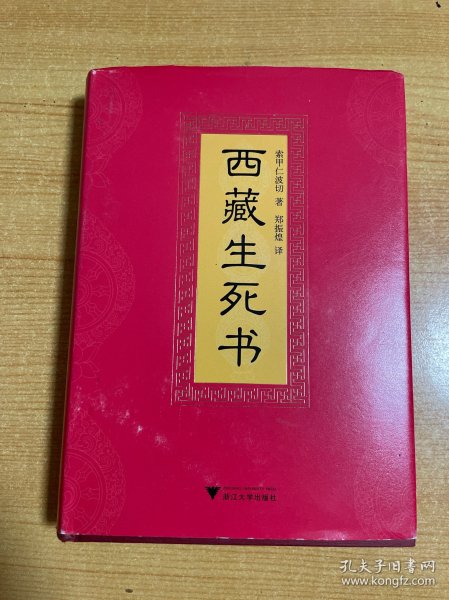 西藏生死书
索甲仁波切 著 郑振煌 译
浙江大学出版社
孔夫子旧书网
www.kongfz.com